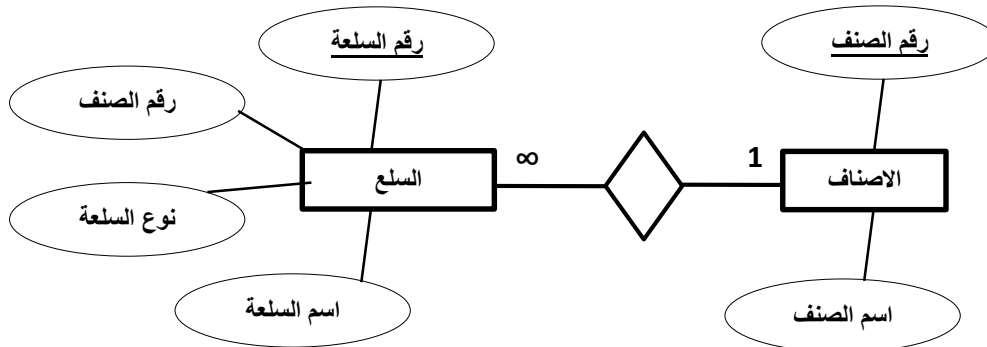 رقم الصنف
رقم السلعة
رقم الصنف
الاصناف
1
∞
السلع
نوع السلعة
اسم الصنف
اسم السلعة